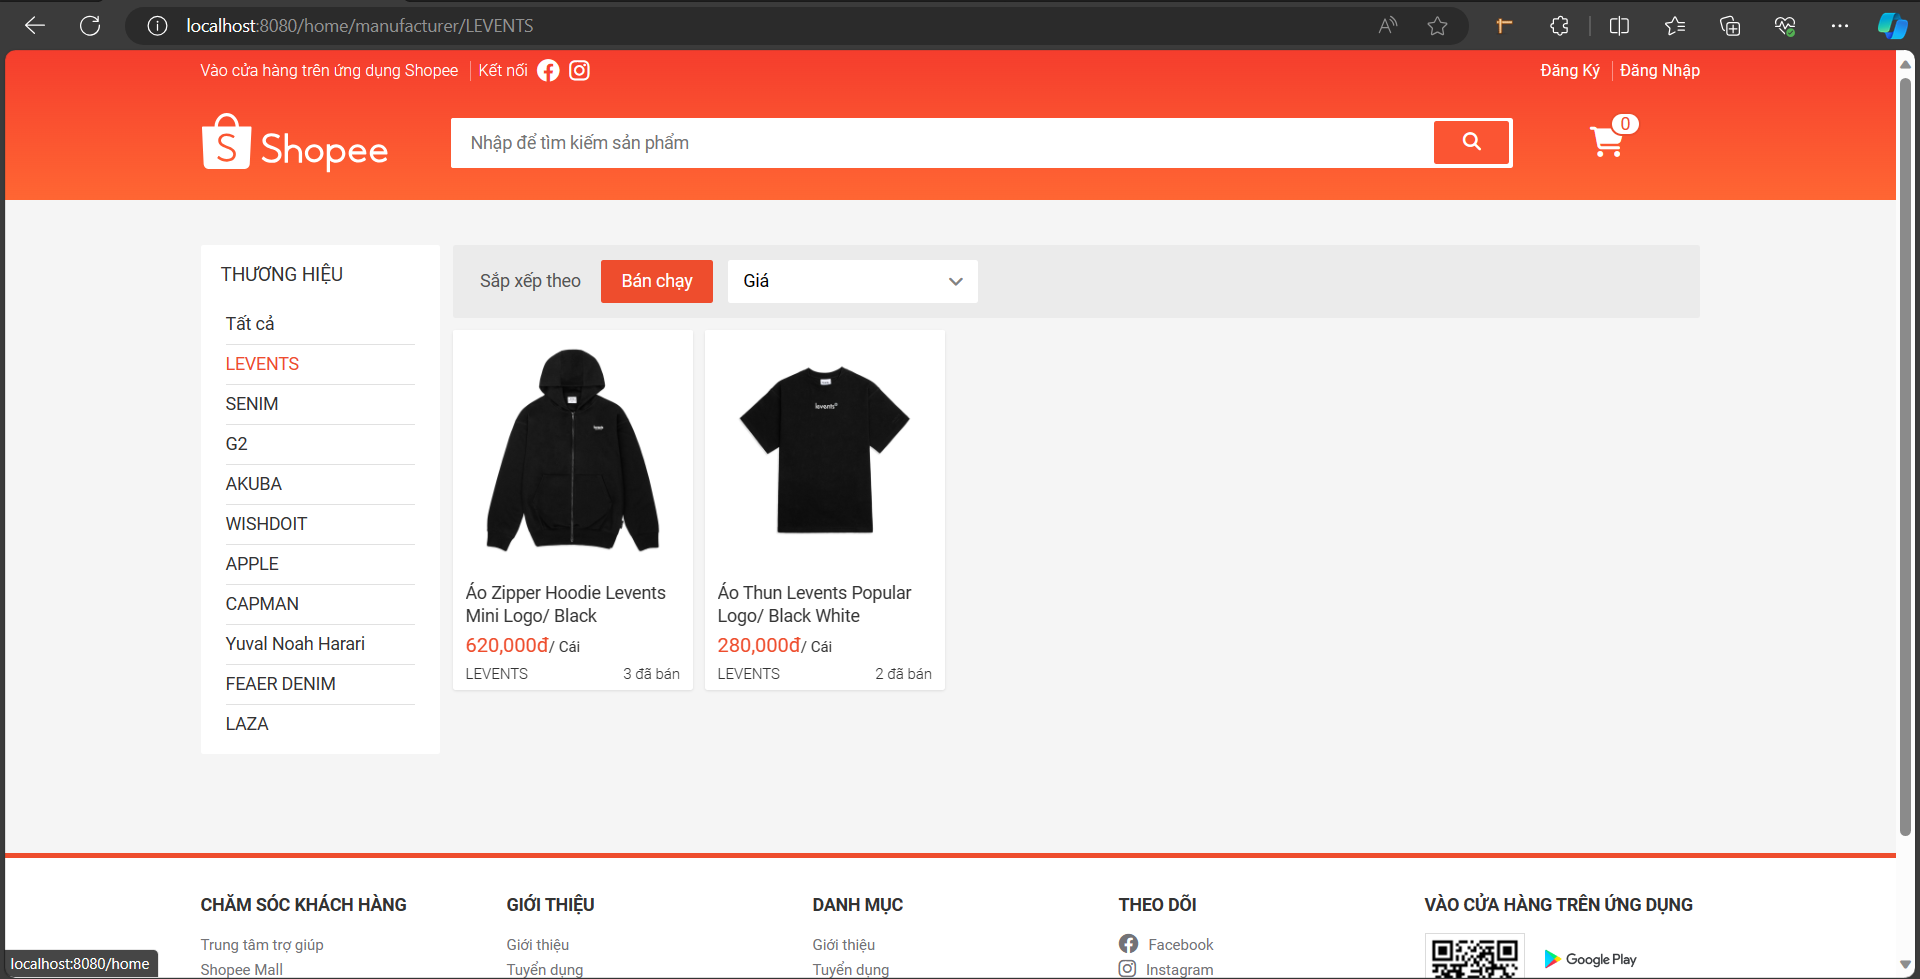 localhost:8080/home/manufacturer/LEVENTS
Vào cửa hàng trên ứng dụng Shopee
Kết nối
Đăng Ký
Đăng Nhập
Shopee
Nhập để tìm kiếm sản phẩm
0
THƯƠNG HIỆU
Tất cả
LEVENTS
SENIM
G2
AKUBA
WISHDOIT
APPLE
CAPMAN
Yuval Noah Harari
FEAER DENIM
LAZA
Sắp xếp theo
Bán chạy
Giá
levents
Áo Zipper Hoodie Levents
Mini Logo/ Black
620,000đ/ Cái
LEVENTS
3 đã bán
Áo Thun Levents Popular
Logo/ Black White
280,000đ/ Cái
LEVENTS
2 đã bán
CHĂM SÓC KHÁCH HÀNG
Trung tâm trợ giúp
Shopee Mall
GIỚI THIỆU
Giới thiệu
Tuyển dụng
DANH MỤC
Giới thiệu
Tuyển dụng
THEO DÕI
Facebook
Instagram
VÀO CỬA HÀNG TRÊN ỨNG DỤNG
Google Play
localhost:8080/home